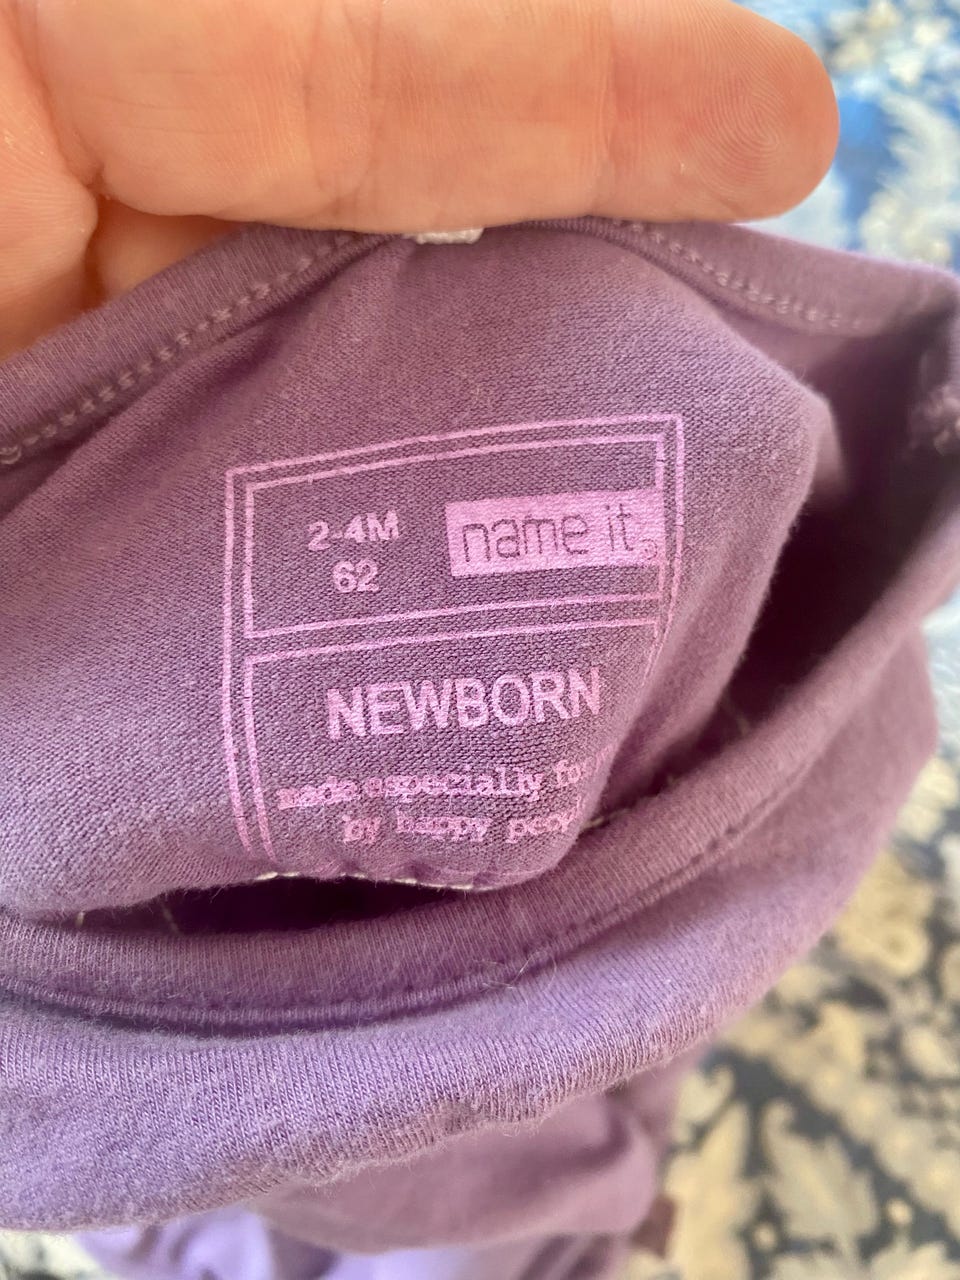 2-4M
62
name it®
NEWBORN
made especially for
by happy